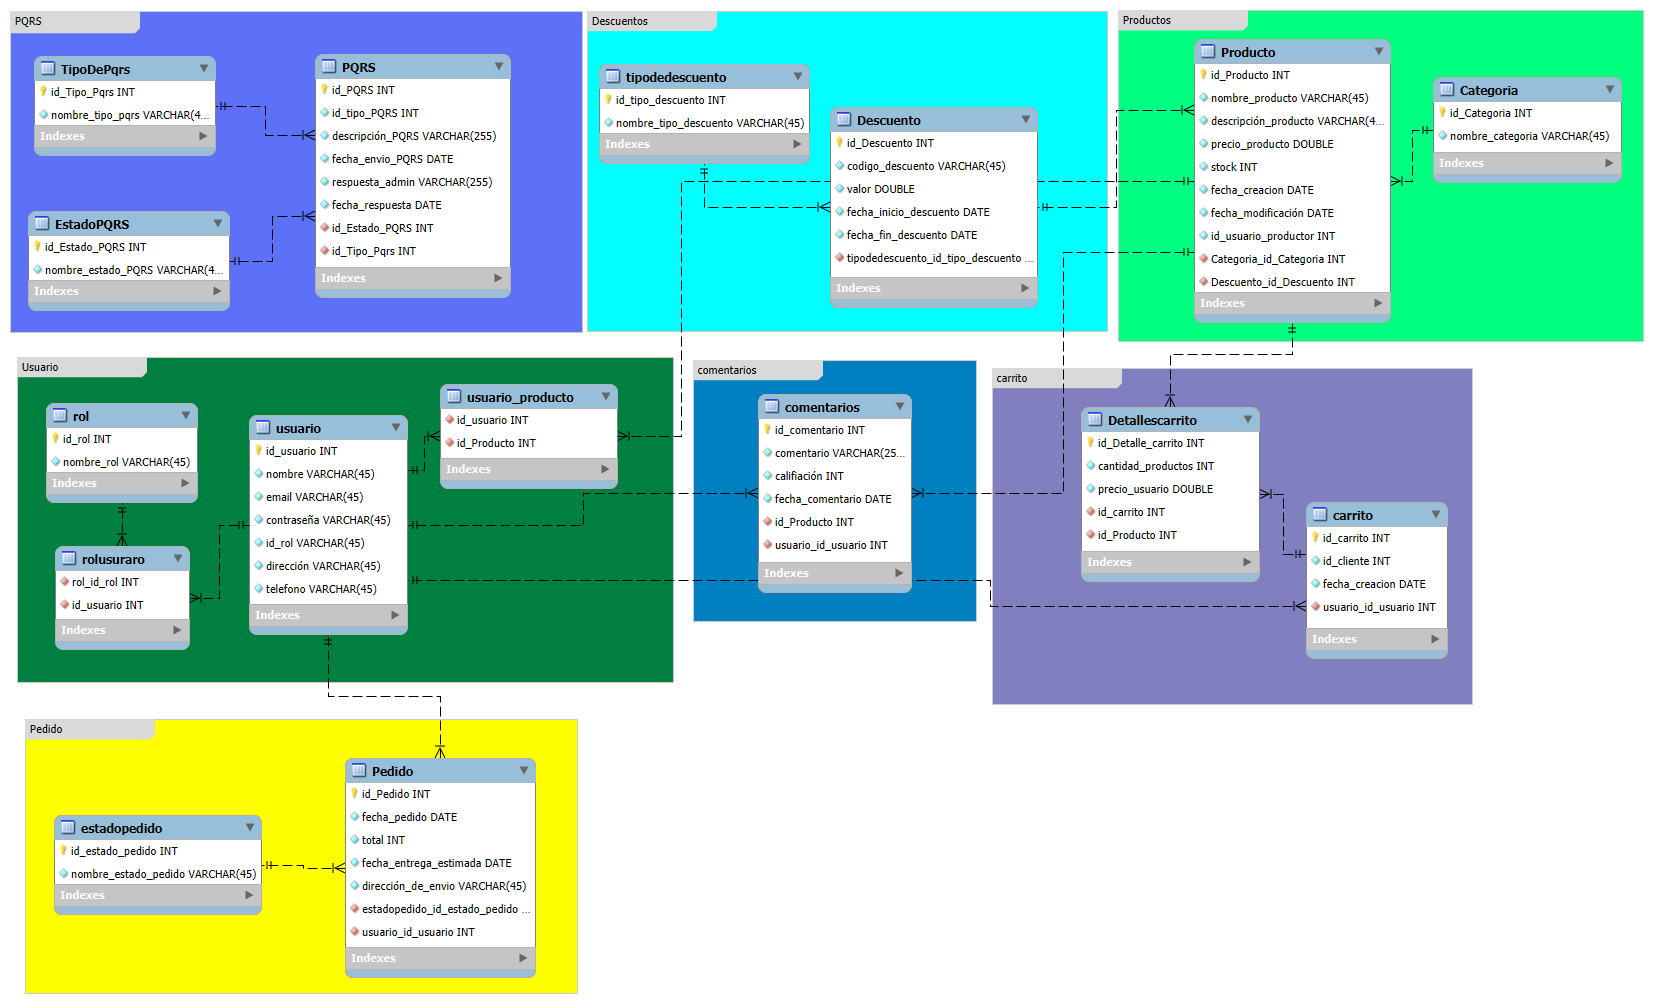 PQRS
TipoDePqrs
id_Tipo_Pqrs INT
nombre_tipo_pqrs VARCHAR(4...
Indexes
PQRS
id_PQRS INT
id_tipo_PQRS INT
descripción_PQRS VARCHAR(255)
fecha_envio_PQRS DATE
respuesta_admin VARCHAR(255)
fecha_respuesta DATE
id_Estado_PQRS INT
id_Tipo_Pqrs INT
Indexes
EstadoPQRS
id_Estado_PQRS INT
nombre_estado_PQRS VARCHAR(4...
Indexes
Descuentos
tipodedescuento
id_tipo_descuento INT
nombre_tipo_descuento VARCHAR(45)
Indexes
Descuento
id_Descuento INT
codigo_descuento VARCHAR(45)
valor DOUBLE
fecha_inicio_descuento DATE
fecha_fin_descuento DATE
tipodedescuento_id_tipo_descuento ...
Indexes
Productos
Producto
id_Producto INT
nombre_producto VARCHAR(45)
descripción_producto VARCHAR(4...
precio_producto DOUBLE
stock INT
fecha_creacion DATE
fecha_modificación DATE
id_usuario_productor INT
Categoria_id_Categoria INT
Descuento_id_Descuento INT
Indexes
Categoria
id_Categoria INT
nombre_categoria VARCHAR(45)
Indexes
Usuario
rol
id_rol INT
nombre_rol VARCHAR(45)
Indexes
rolusuraro
rol_id_rol INT
id_usuario INT
Indexes
usuario
id_usuario INT
nombre VARCHAR(45)
email VARCHAR(45)
contraseña VARCHAR(45)
id_rol VARCHAR(45)
dirección VARCHAR(45)
telefono VARCHAR(45)
Indexes
usuario_producto
id_usuario INT
id_Producto INT
Indexes
comentarios
comentarios
id_comentario INT
comentario VARCHAR(25...
califiación INT
fecha_comentario DATE
id_Producto INT
usuario_id_usuario INT
Indexes
carrito
Detallescarrito
id_Detalle_carrito INT
cantidad_productos INT
precio_usuario DOUBLE
id_carrito INT
id_Producto INT
Indexes
carrito
id_carrito INT
id_cliente INT
fecha_creacion DATE
usuario_id_usuario INT
Indexes
Pedido
estadopedido
id_estado_pedido INT
nombre_estado_pedido VARCHAR(45)
Indexes
Pedido
id_Pedido INT
fecha_pedido DATE
total INT
fecha_entrega_estimada DATE
dirección_de_envio VARCHAR(45)
estadopedido_id_estado_pedido ...
usuario_id_usuario INT
Indexes